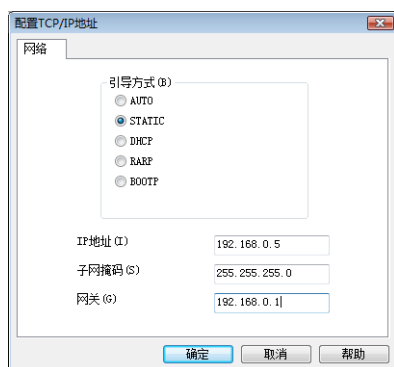 配置TCP/IP地址
网络
引导方式(B)
AUTO
STATIC
DHCP
RARP
BOOTP
IP地址(I) 192.168.0.5
子网掩码(S) 255.255.255.0
网关(G) 192.168.0.1
确定 取消 帮助